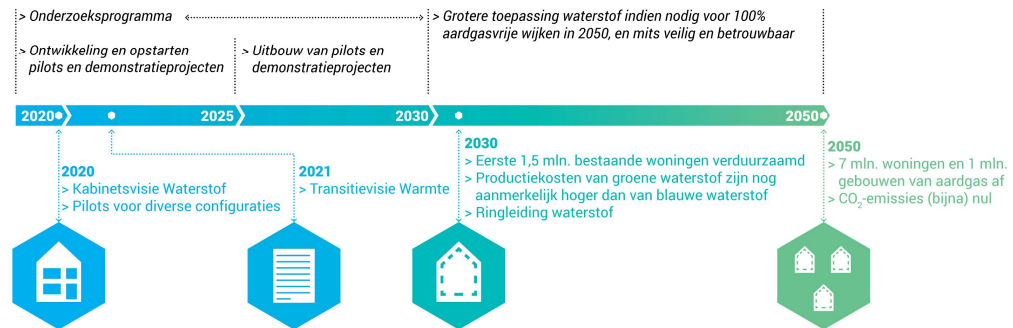 > Onderzoeksprogramma
> Grotere toepassing waterstof indien nodig voor 100%
aardgasvrije wijken in 2050, en mits veilig en betrouwbaar
> Ontwikkeling en opstarten
pilots en demonstratieprojecten
> Uitbouw van pilots en
demonstratieprojecten
2020
2025
2030
2050
2020
> Kabinetsvisie Waterstof
> Pilots voor diverse configuraties
2021
> Transitievisie Warmte
2030
> Eerste 1,5 mln. bestaande woningen verduurzaamd
> Productiekosten van groene waterstof zijn nog
aanmerkelijk hoger dan van blauwe waterstof
> Ringleiding waterstof
2050
> 7 mln. woningen en 1 mln.
gebouwen van aardgas af
> CO₂-emissies (bijna) nul